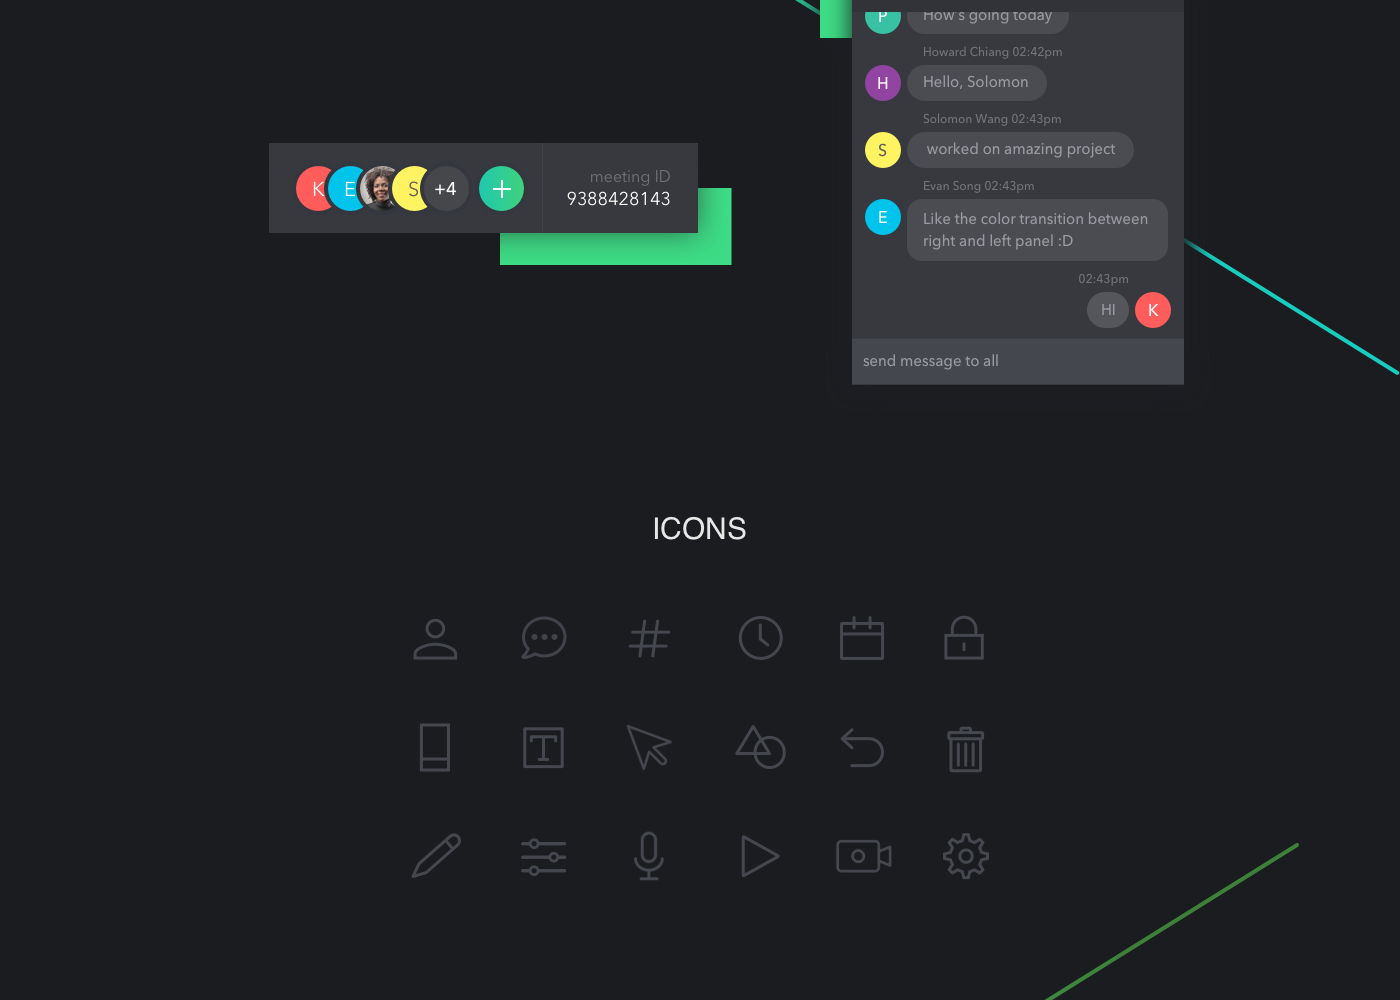 K E S +4
meeting ID
9388428143
P How's going today
Howard Chiang 02:42pm
H Hello, Solomon
Solomon Wang 02:43pm
S worked on amazing project
Evan Song 02:43pm
E Like the color transition between
right and left panel :D
02:43pm
HI K
send message to all
ICONS